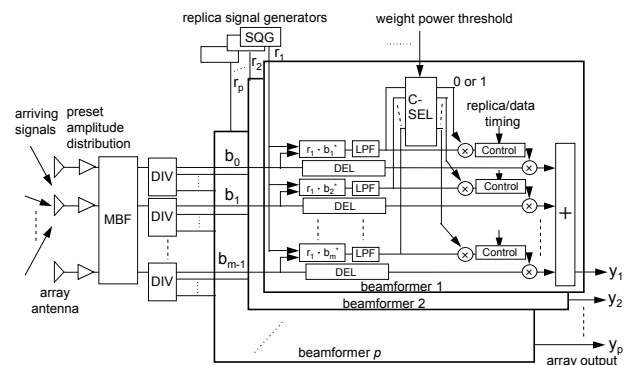 replica signal generators
SQG
r1
r2
rp
weight power threshold
0 or 1
C-
SEL
replica/data
timing
arriving
signals
preset
amplitude
distribution
b0
r1 · b1*
LPF
Control
DEL
DIV
b1
r1 · b2*
LPF
Control
DEL
DIV
MBF
+
r1 · bm*
LPF
Control
bm-1
DEL
DIV
array
antenna
beamformer 1
y1
beamformer 2
y2
beamformer p
yp
array output